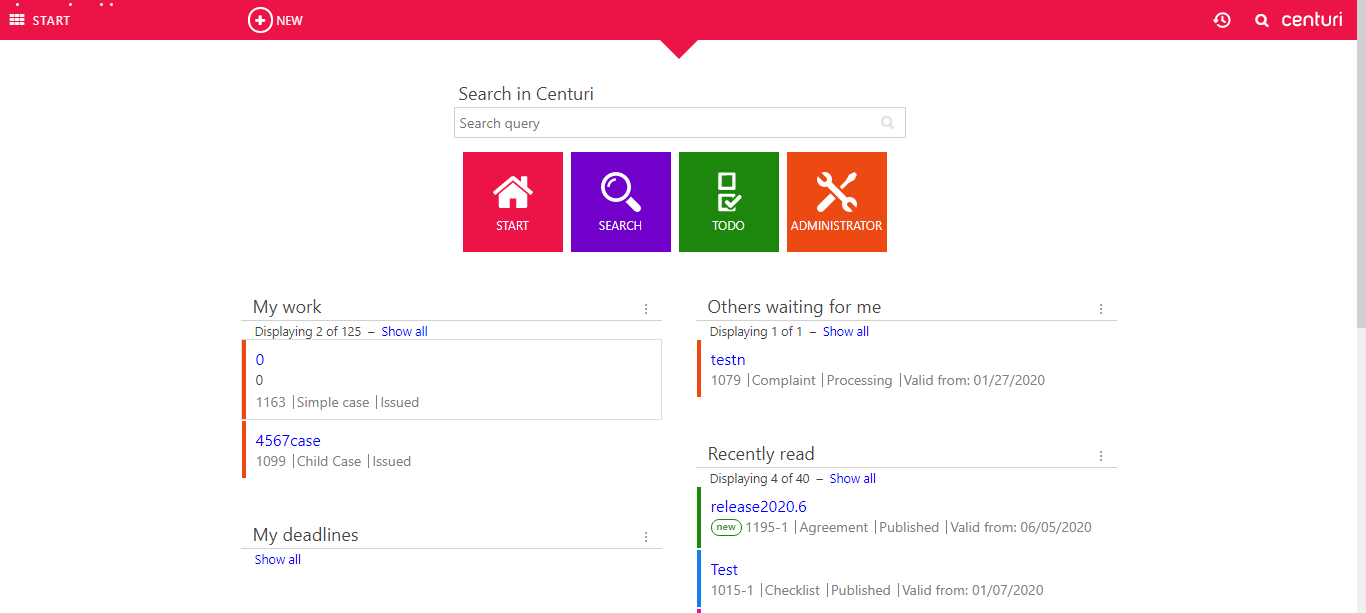 START
NEW
centuri
Search in Centuri
Search query
START
SEARCH
TODO
ADMINISTRATOR
My work
Displaying 2 of 125 – Show all
0
0
1163 |Simple case |Issued
4567case
1099 |Child Case |Issued
My deadlines
Show all
Others waiting for me
Displaying 1 of 1 – Show all
testn
1079 |Complaint |Processing |Valid from: 01/27/2020
Recently read
Displaying 4 of 40 – Show all
release2020.6
new 1195-1 |Agreement |Published |Valid from: 06/05/2020
Test
1015-1 |Checklist |Published |Valid from: 01/07/2020